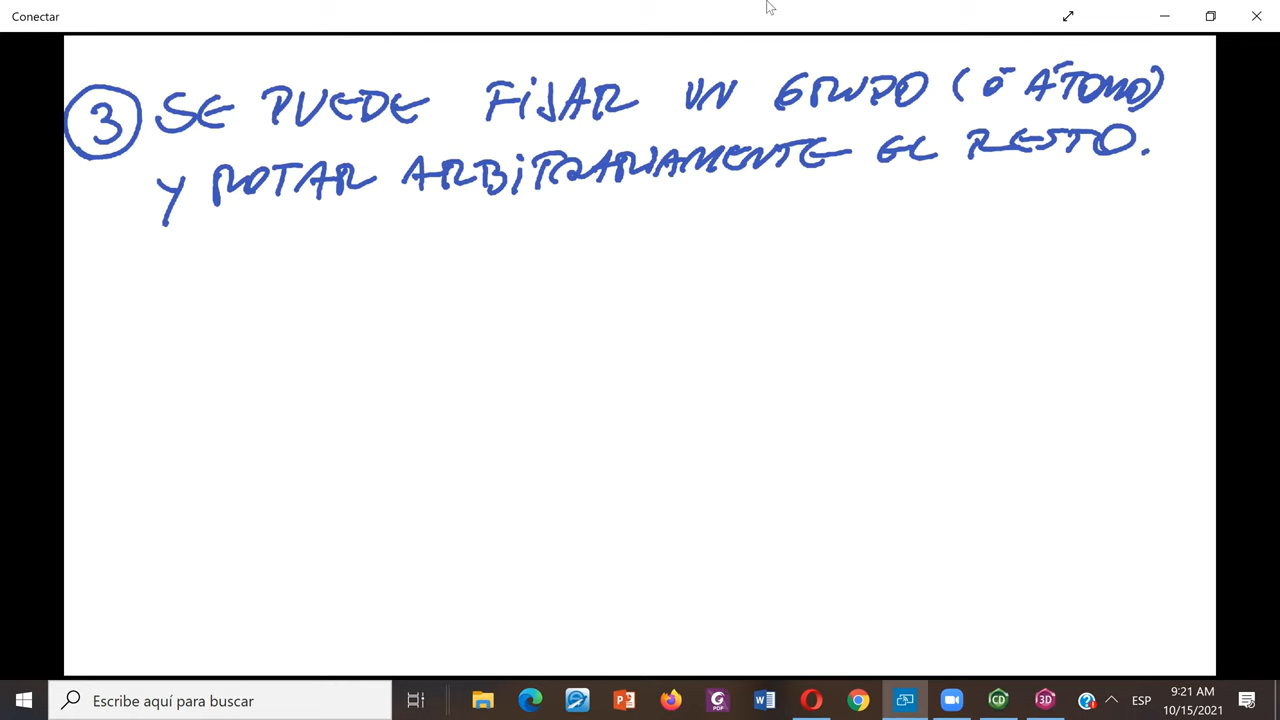 Conectar
③ SE PUEDE FIJAR UN GRUPO (Ó ÁTOMO)
Y ROTAR ARBITRARIAMENTE EL RESTO.
Escribe aquí para buscar
ESP
9:21 AM
10/15/2021